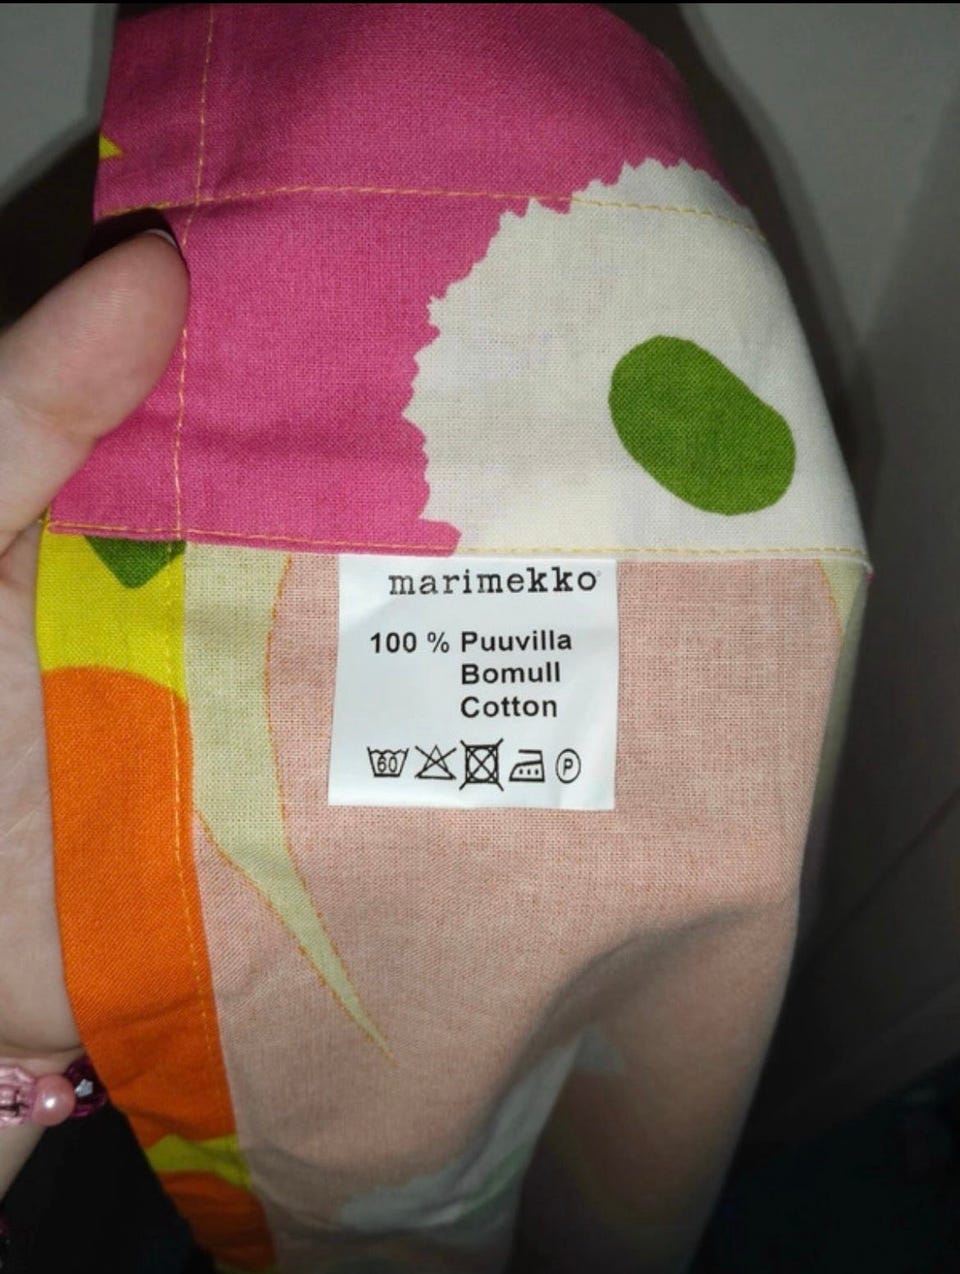 marimekko
100 % Puuvilla
Bomull
Cotton
60 P